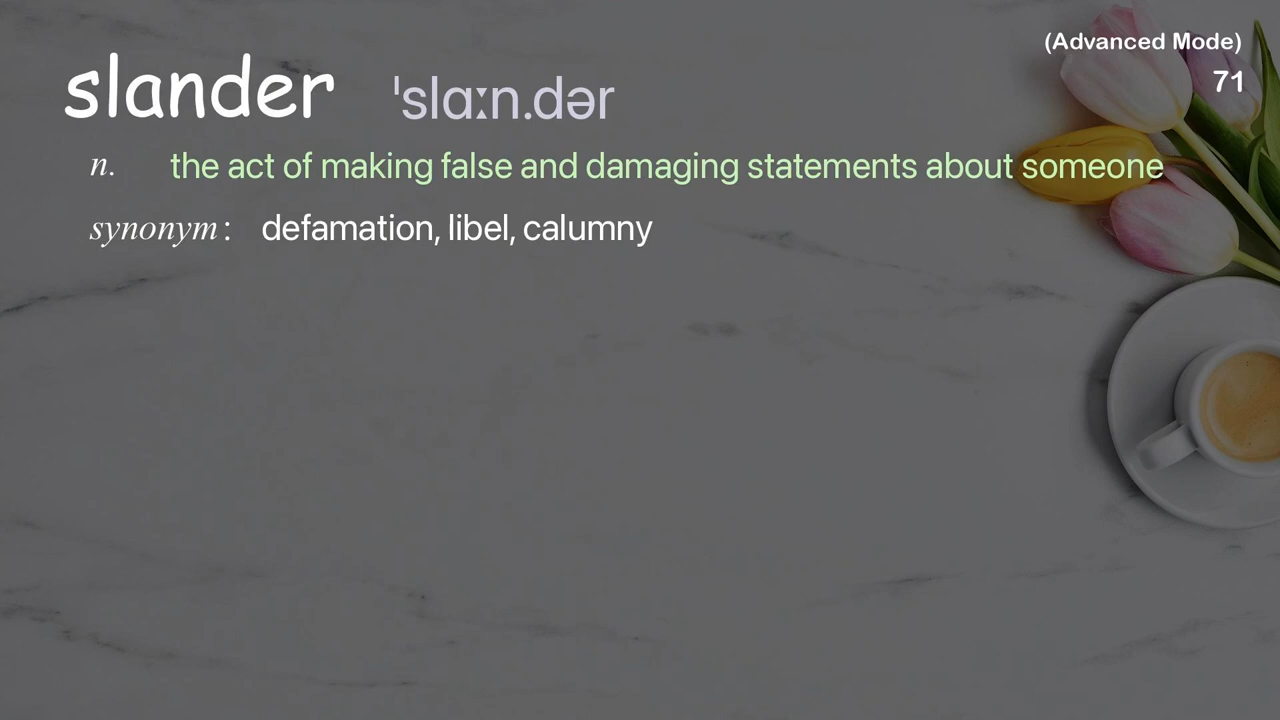 (Advanced Mode)
slander ˈslɑːn.dər
71
n. the act of making false and damaging statements about someone
synonym: defamation, libel, calumny